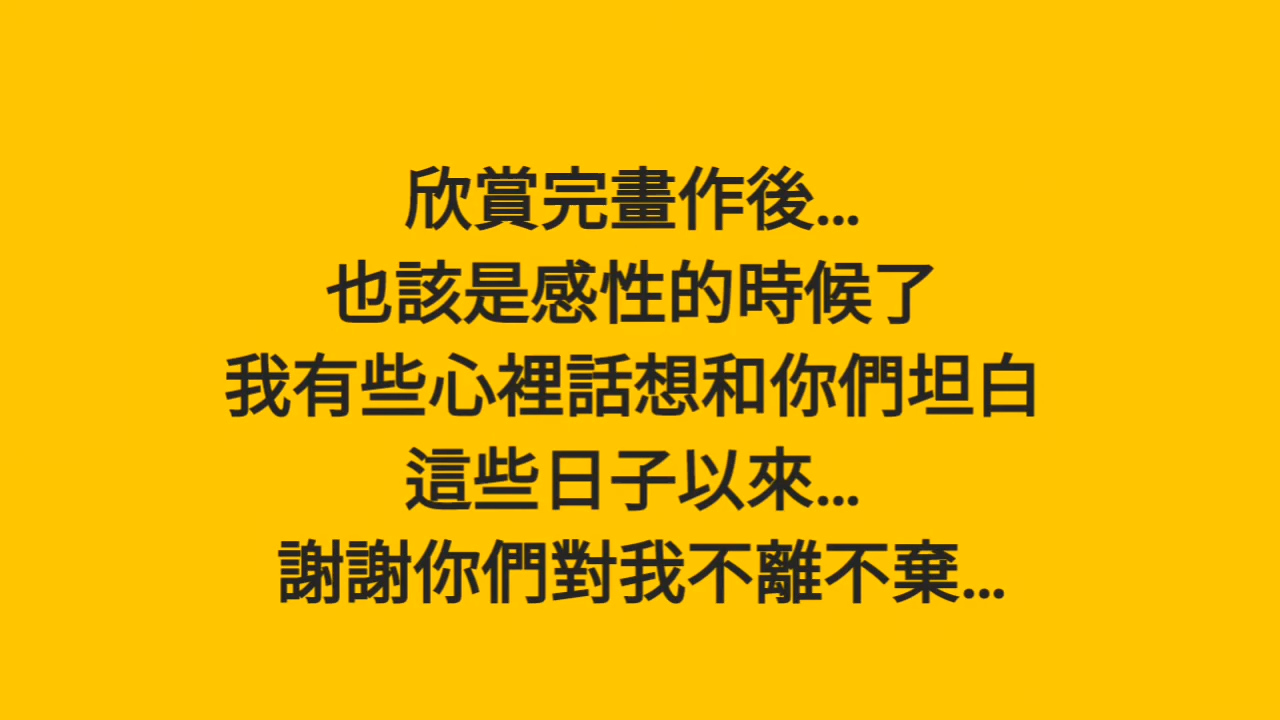 欣賞完畫作後...
也該是感性的時候了
我有些心裡話想和你們坦白
這些日子以來...
謝謝你們對我不離不棄...